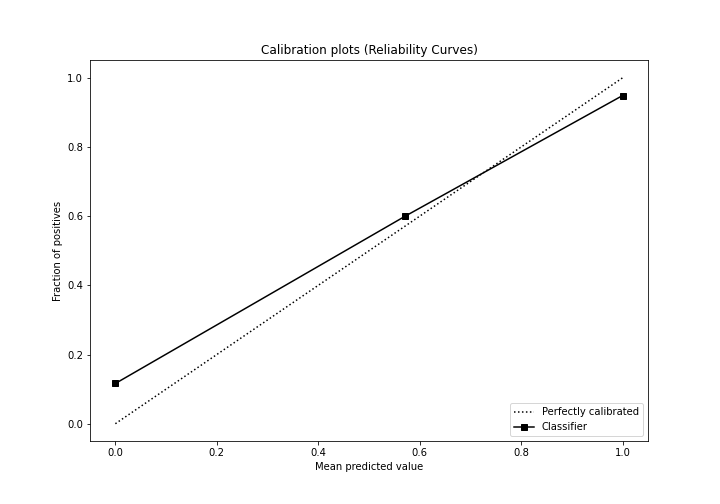 Calibration plots (Reliability Curves)
1.0
0.8
0.6
0.4
0.2
0.0
Fraction of positives
0.0 0.2 0.4 0.6 0.8 1.0
Mean predicted value
Perfectly calibrated
Classifier